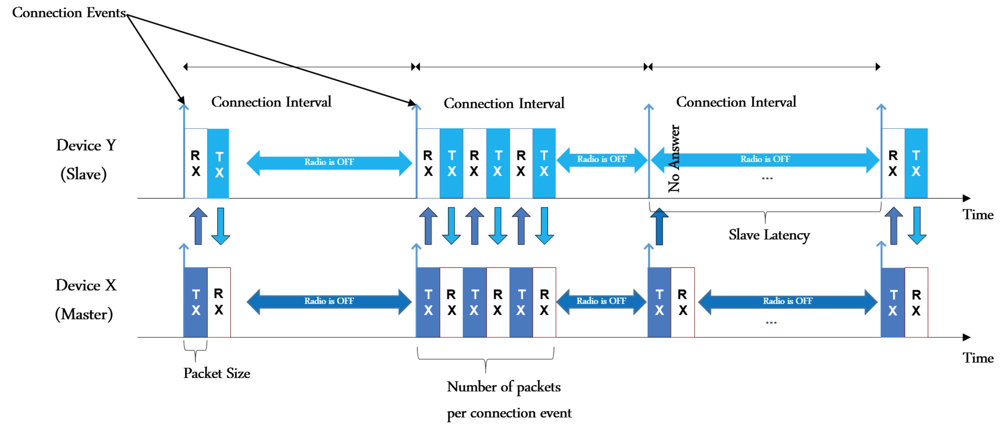 Connection Events
Connection Interval
Connection Interval
Connection Interval
Device Y
(Slave)
R
X
T
X
Radio is OFF
R
X
T
X
R
X
T
X
R
X
T
X
Radio is OFF
No Answer
Radio is OFF
...
R
X
T
X
Time
Slave Latency
Device X
(Master)
T
X
R
X
Radio is OFF
T
X
R
X
T
X
R
X
T
X
R
X
Radio is OFF
T
X
R
X
Radio is OFF
...
T
X
R
X
Time
Packet Size
Number of packets
per connection event